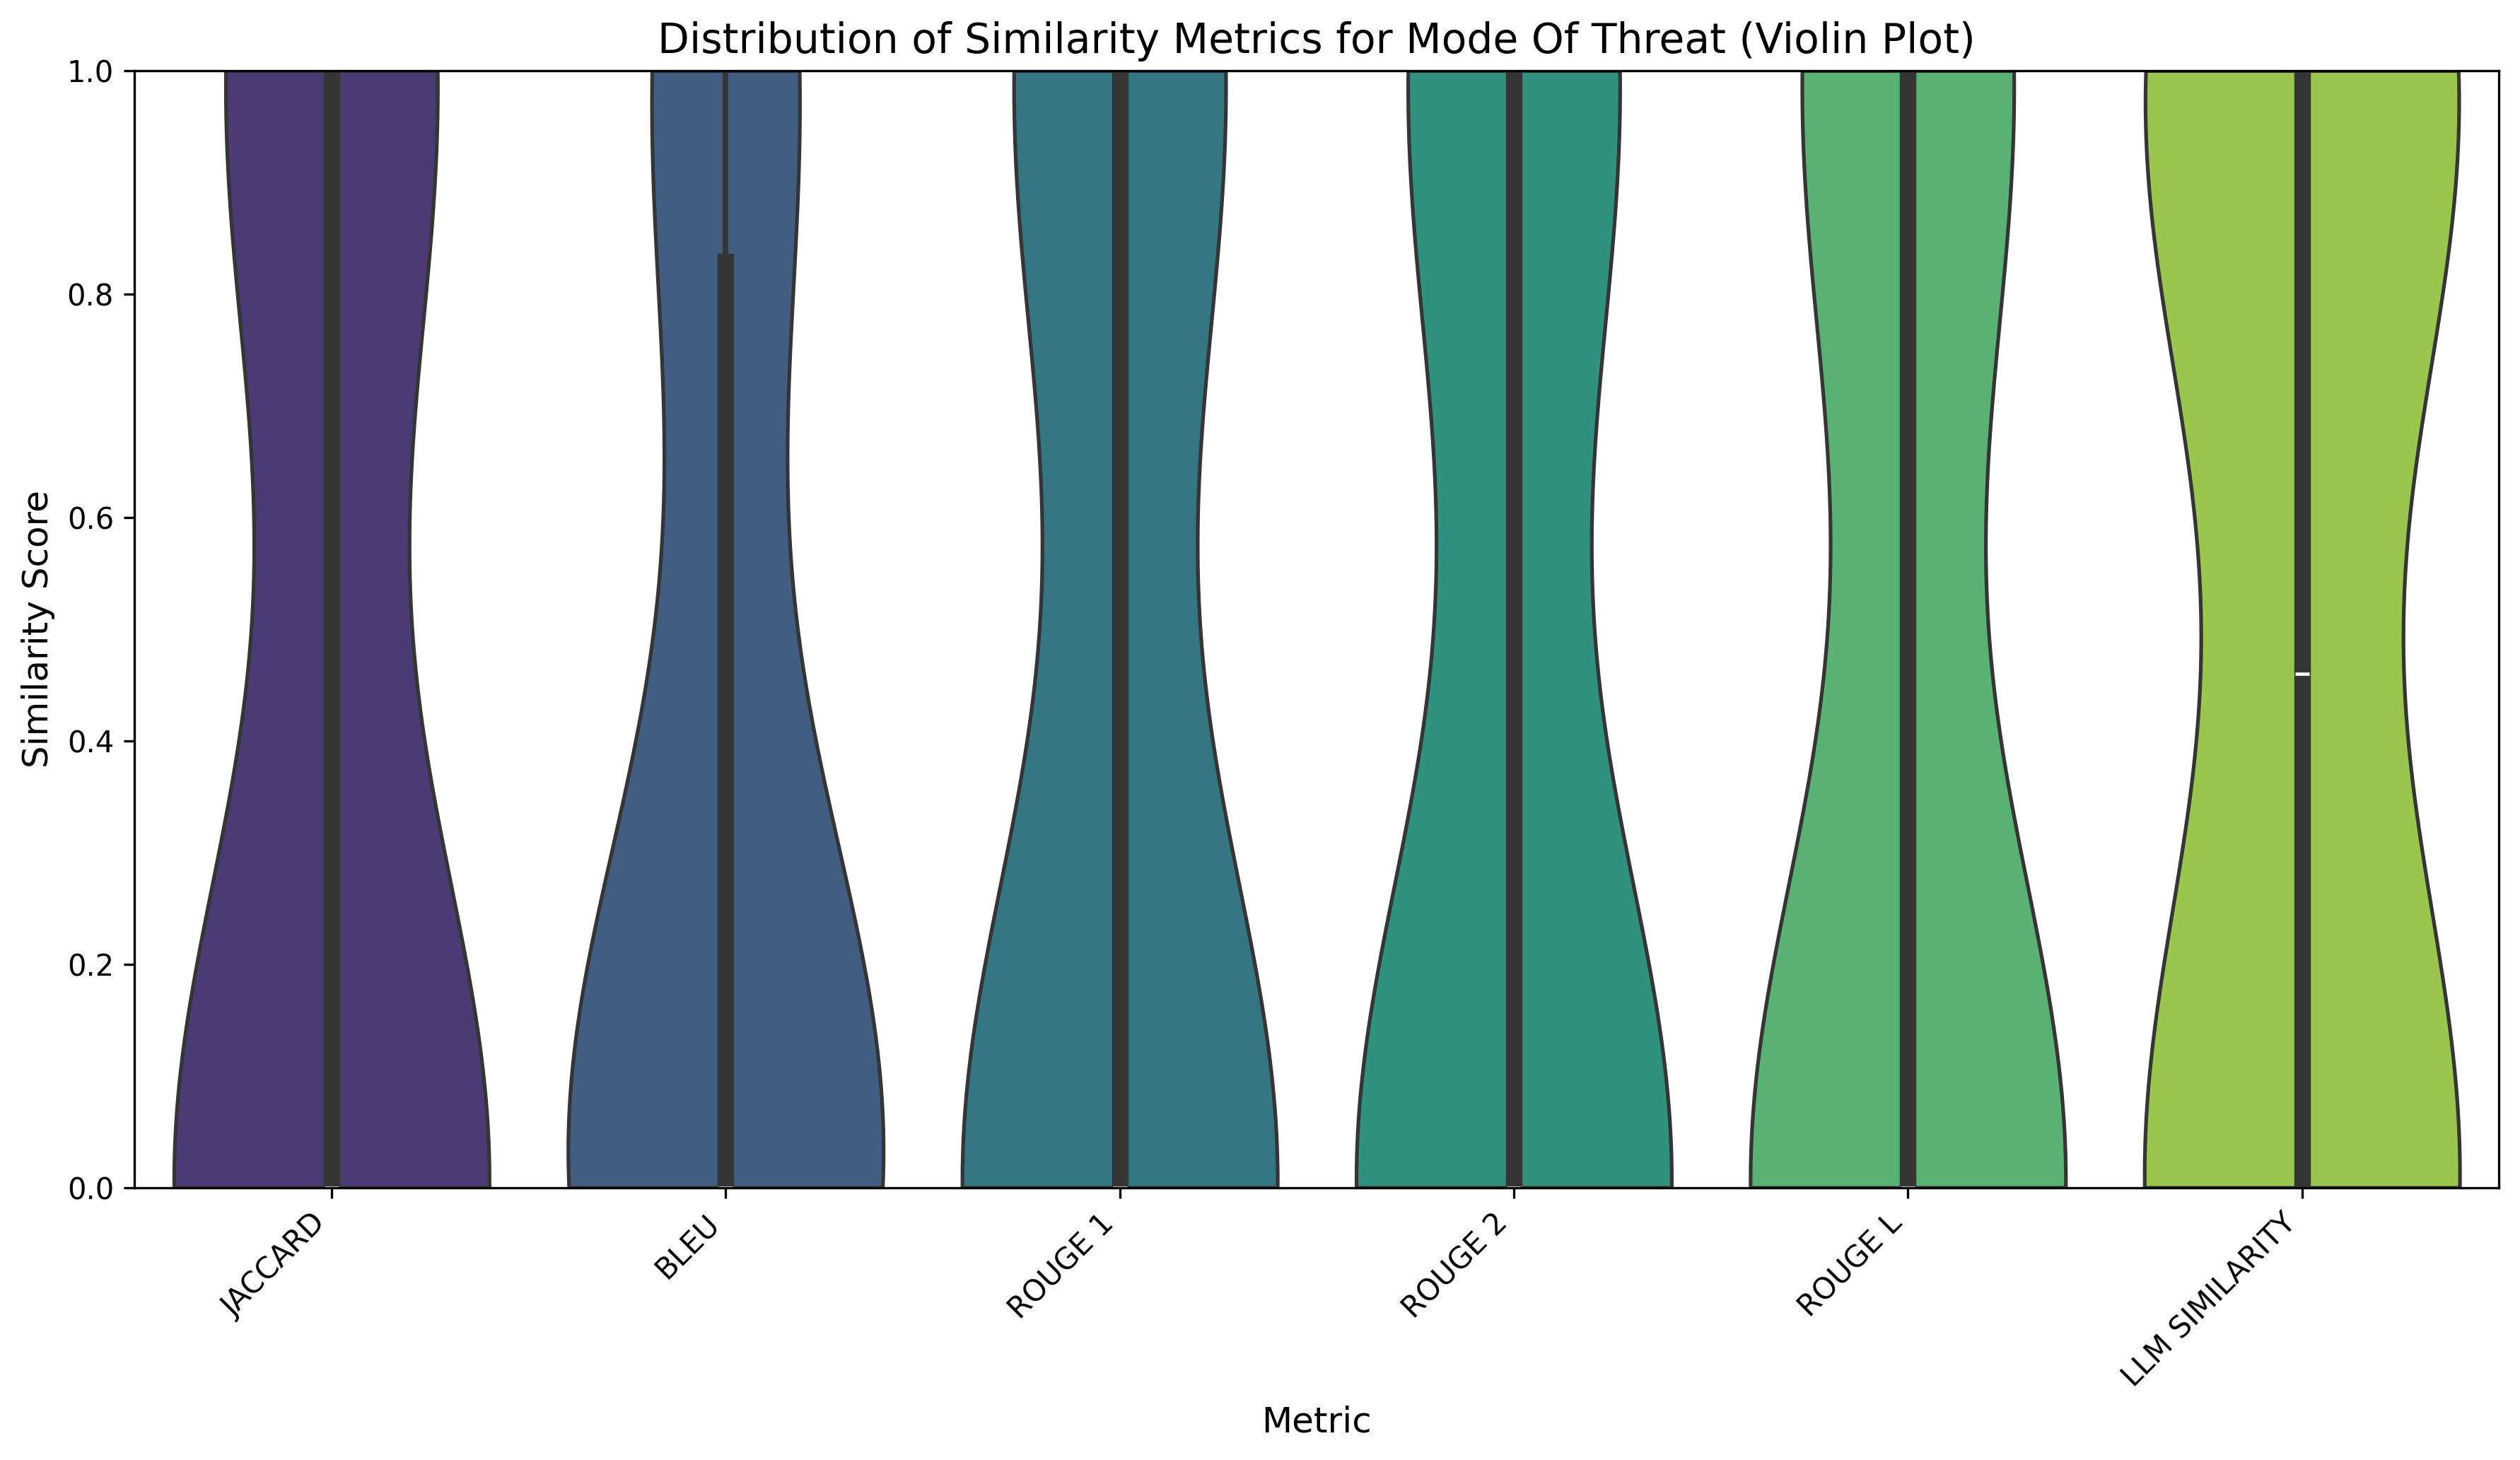 Distribution of Similarity Metrics for Mode Of Threat (Violin Plot)
1.0
0.8
0.6
0.4
0.2
0.0
Similarity Score
JACCARD
BLEU
ROUGE 1
ROUGE 2
ROUGE L
LLM SIMILARITY
Metric